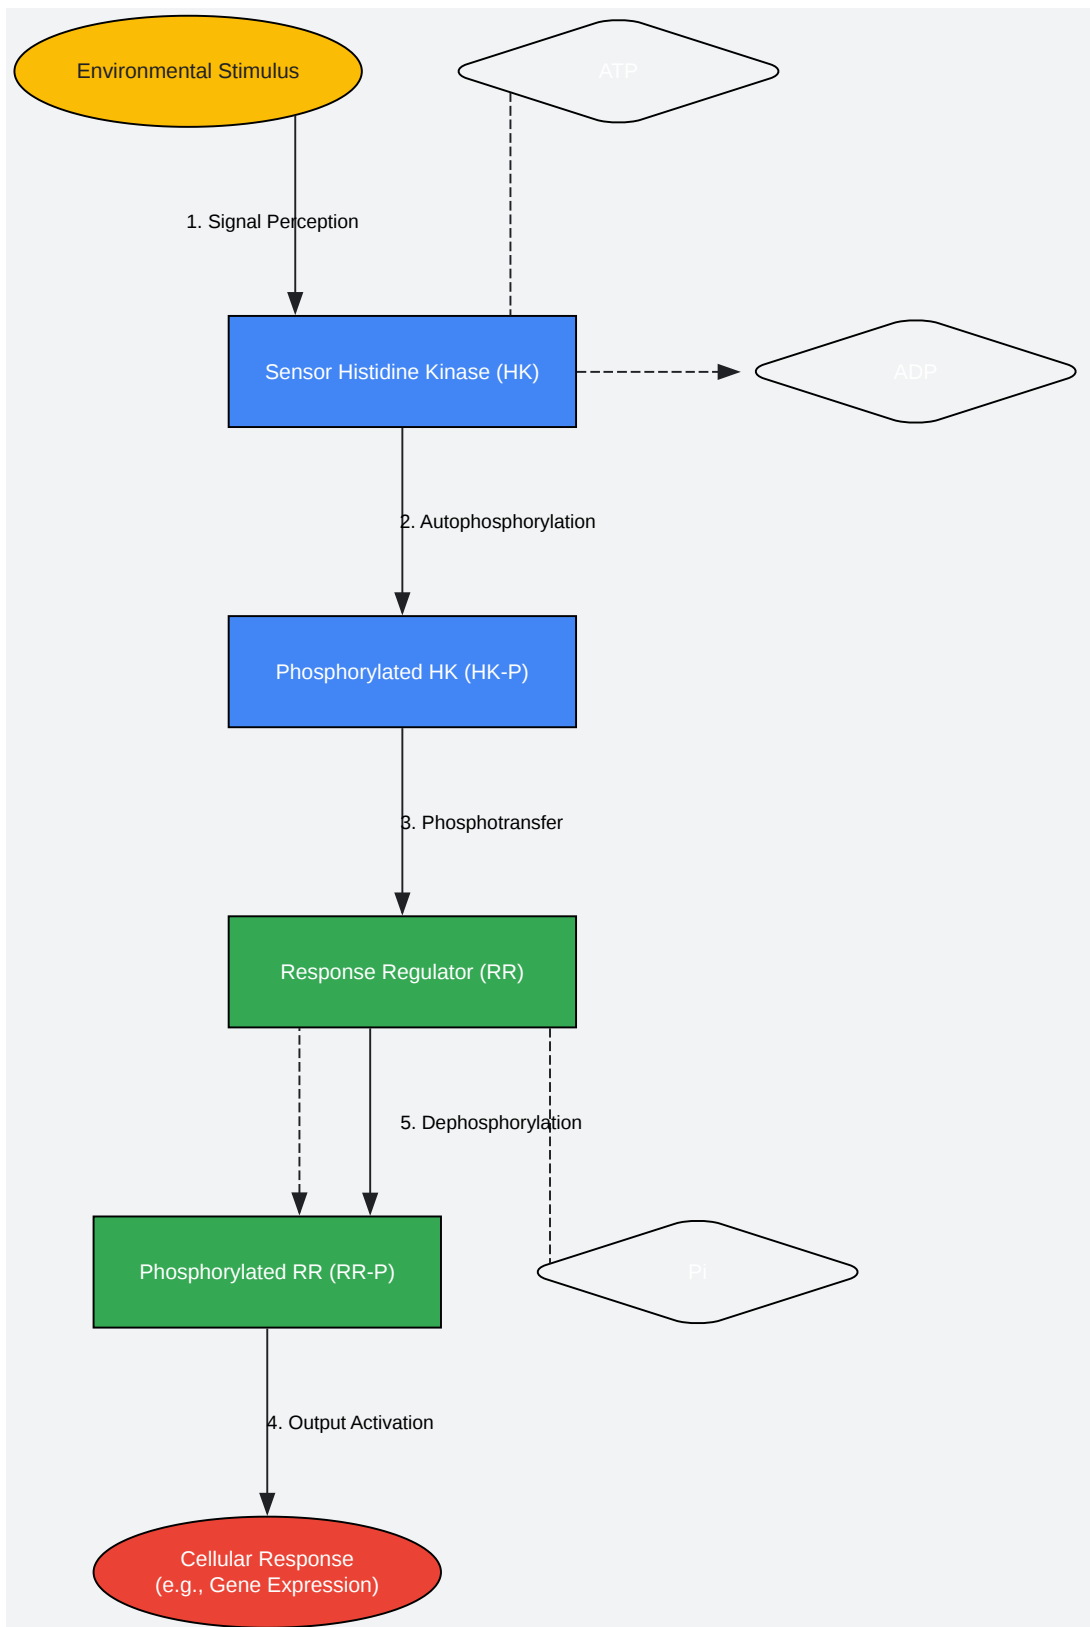 Environmental Stimulus
ATP
1. Signal Perception
Sensor Histidine Kinase (HK)
ADP
2. Autophosphorylation
Phosphorylated HK (HK-P)
3. Phosphotransfer
Response Regulator (RR)
5. Dephosphorylation
Phosphorylated RR (RR-P)
Pi
4. Output Activation
Cellular Response
(e.g., Gene Expression)